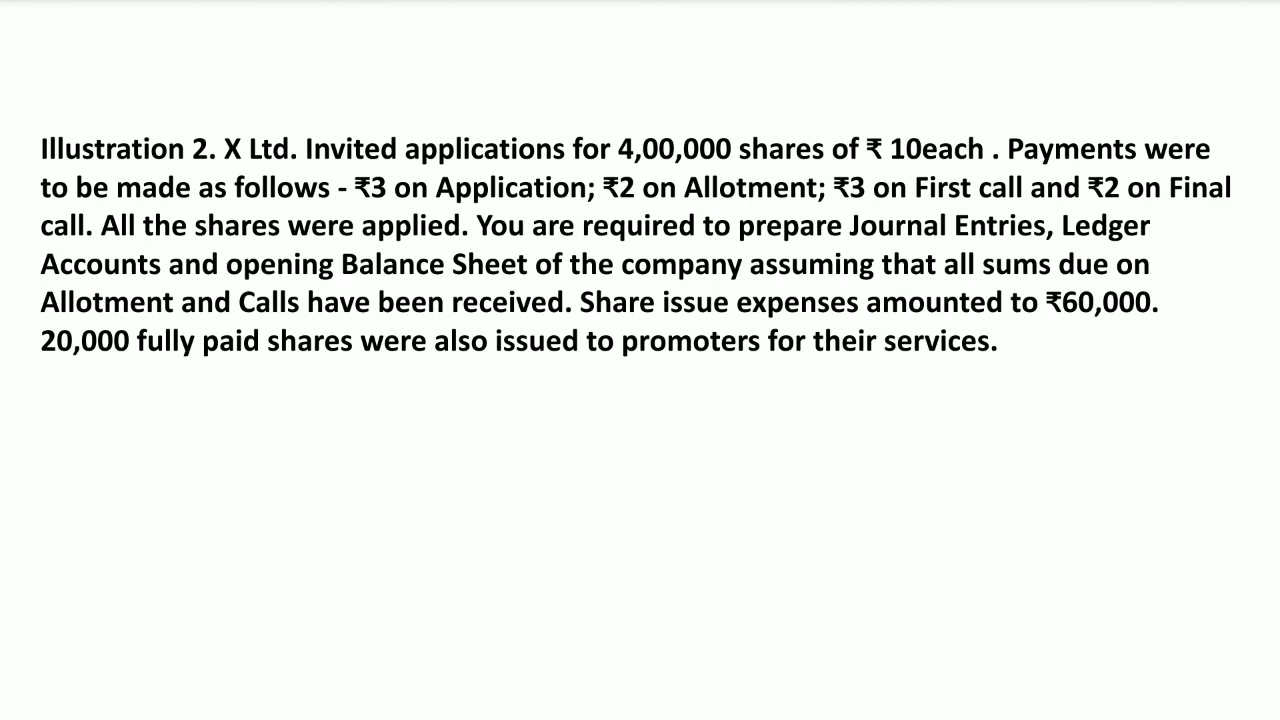 Illustration 2. X Ltd. Invited applications for 4,00,000 shares of ₹ 10each . Payments were
to be made as follows - ₹3 on Application; ₹2 on Allotment; ₹3 on First call and ₹2 on Final
call. All the shares were applied. You are required to prepare Journal Entries, Ledger
Accounts and opening Balance Sheet of the company assuming that all sums due on
Allotment and Calls have been received. Share issue expenses amounted to ₹60,000.
20,000 fully paid shares were also issued to promoters for their services.